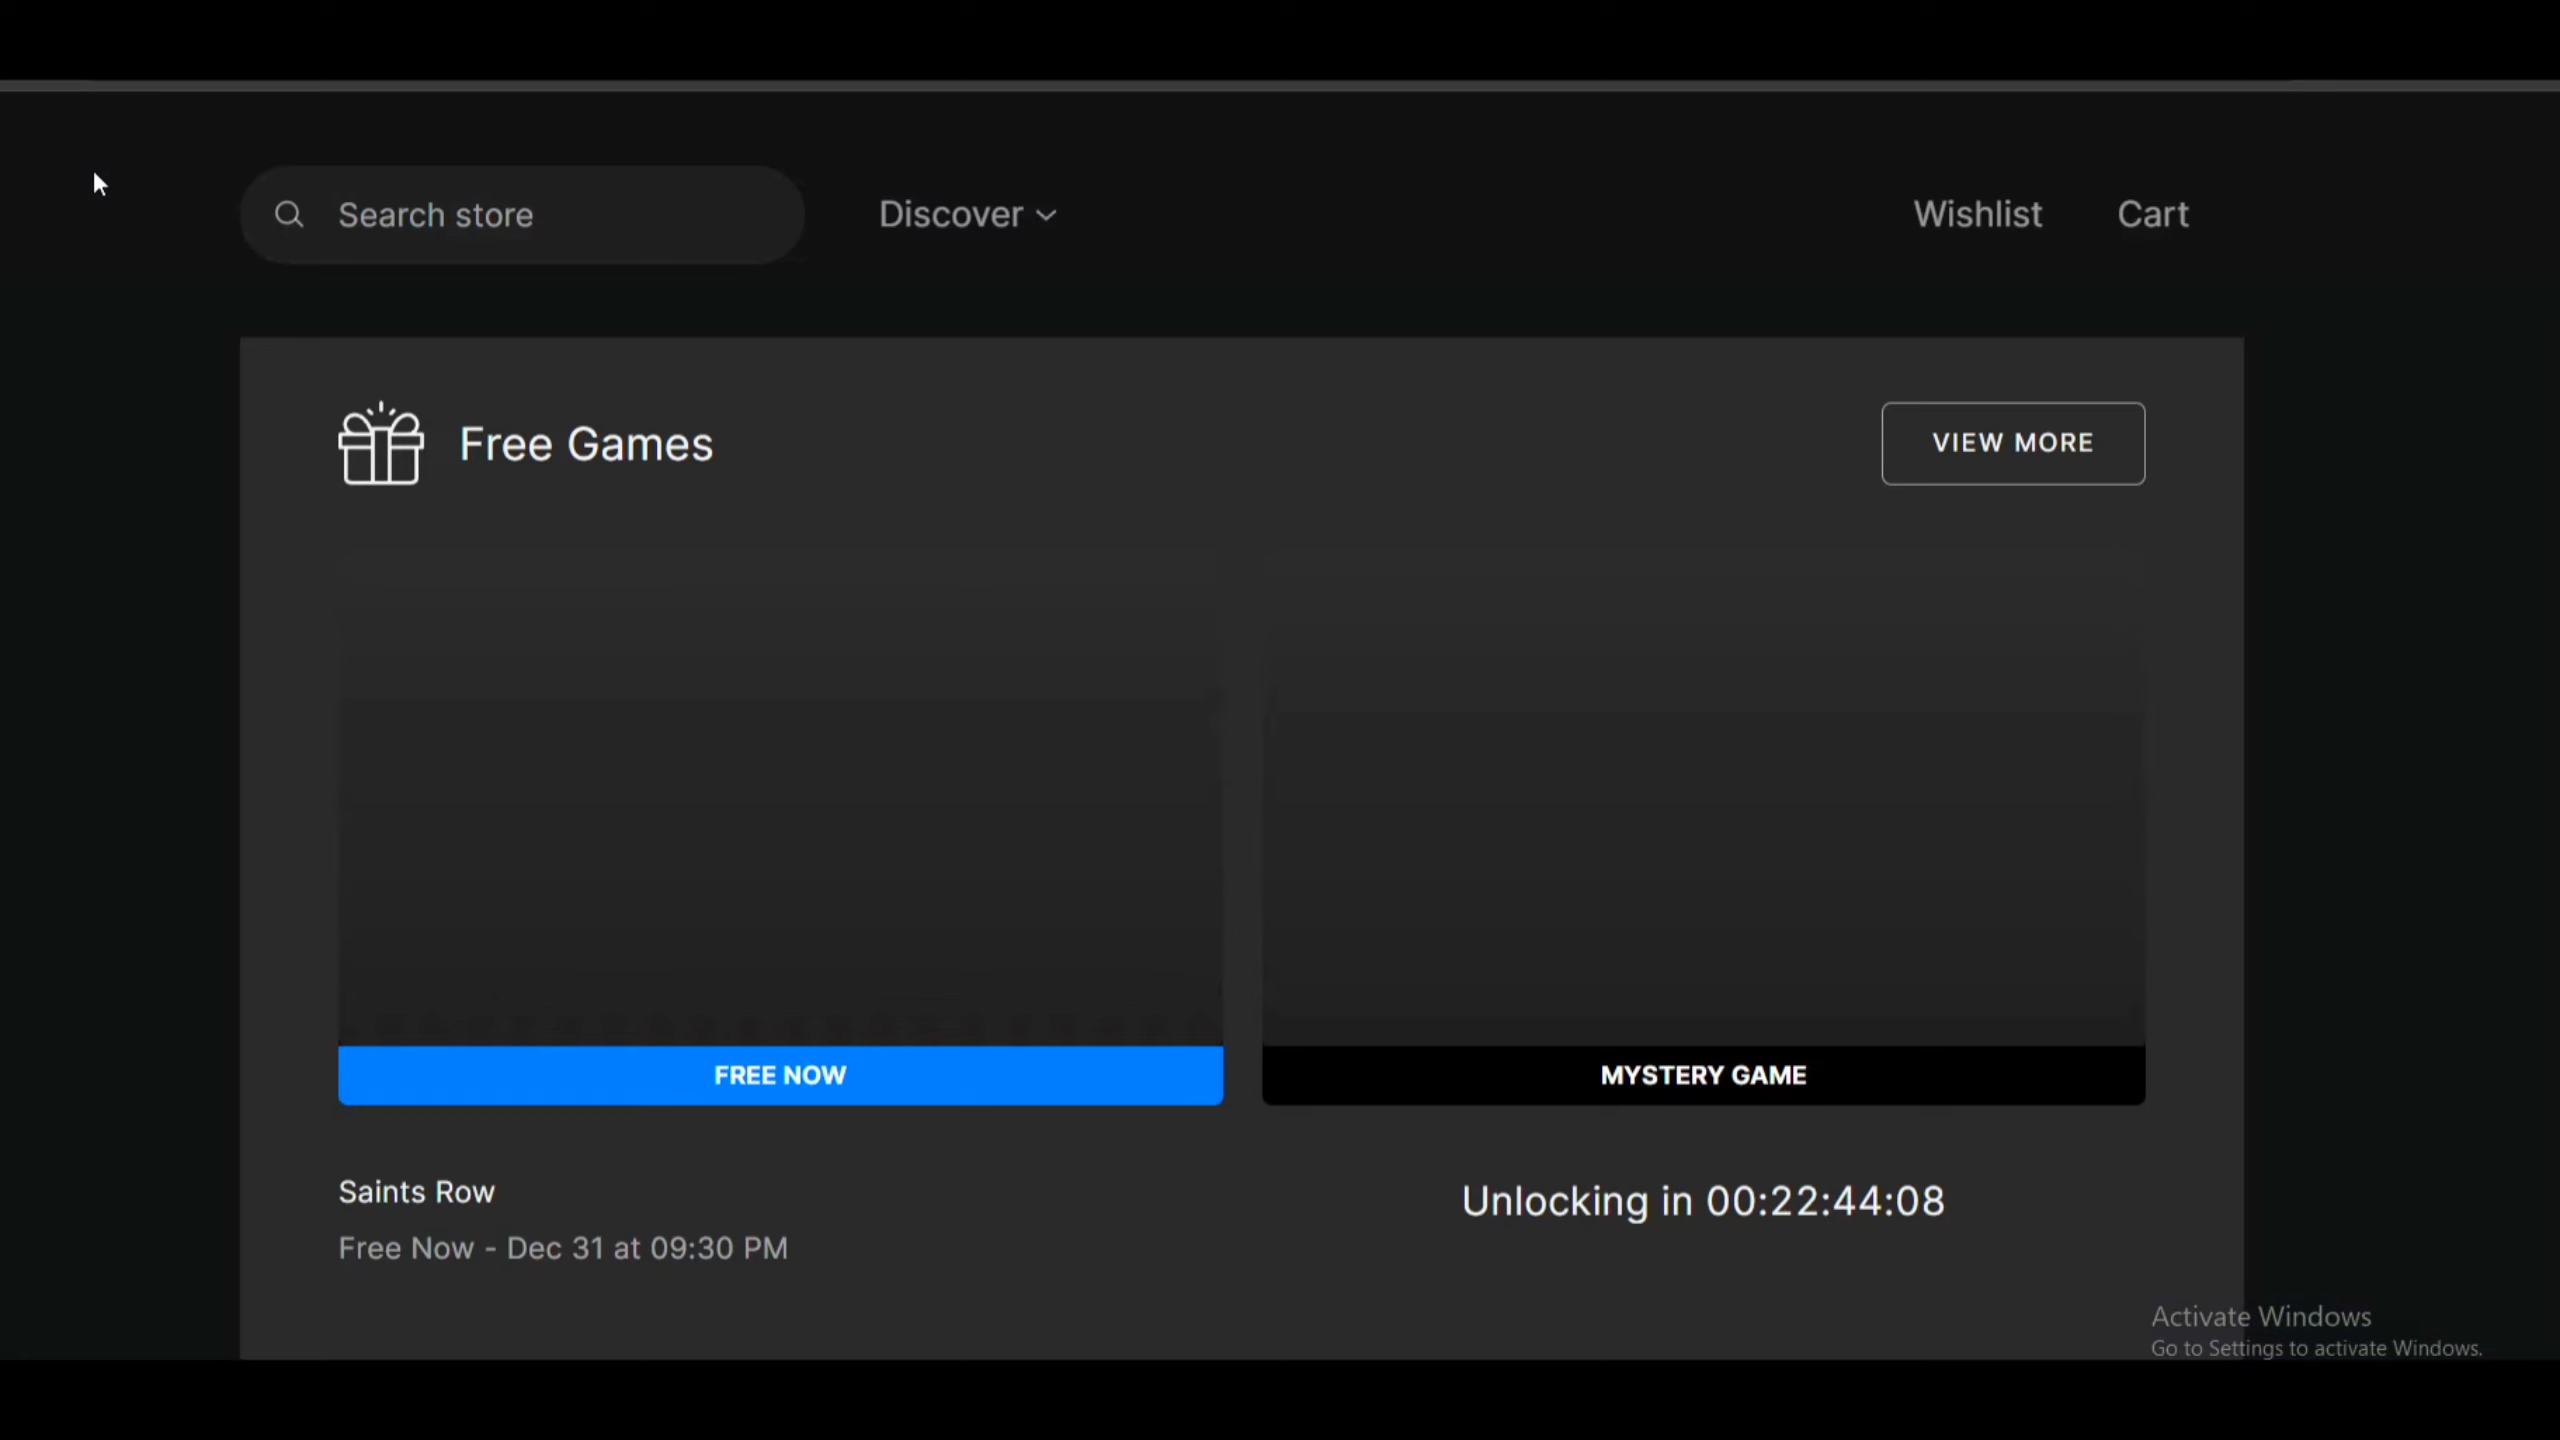 Search store
Discover
Wishlist
Cart
Free Games
VIEW MORE
FREE NOW
MYSTERY GAME
Saints Row
Free Now - Dec 31 at 09:30 PM
Unlocking in 00:22:44:08
Activate Windows
Go to Settings to activate Windows.